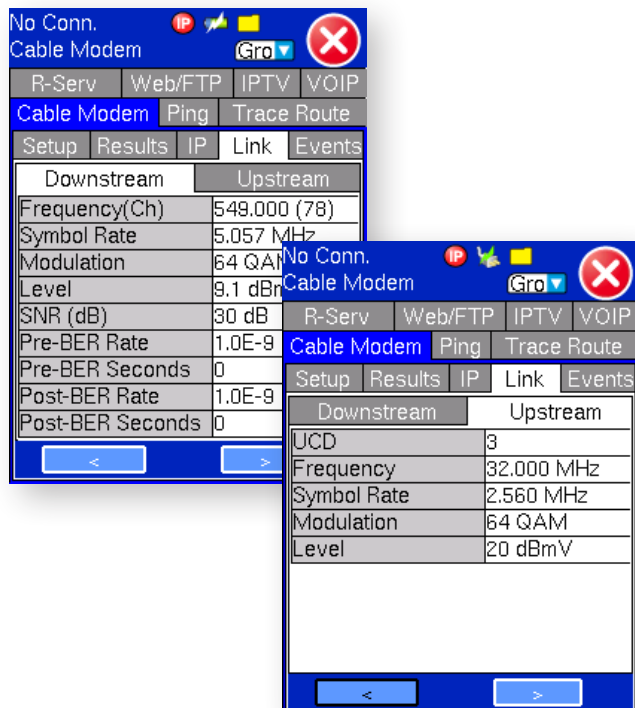 No Conn.
IP
Cable Modem
Gro
R-Serv Web/FTP IPTV VOIP
Cable Modem Ping Trace Route
Setup Results IP Link Events
Downstream Upstream
Frequency(Ch) 549.000 (78)
Symbol Rate 5.057 MHz
Modulation 64 QAM
Level 9.1 dBm
SNR (dB) 30 dB
Pre-BER Rate 1.0E-9
Pre-BER Seconds 0
Post-BER Rate 1.0E-9
Post-BER Seconds 0
< >
No Conn.
IP
Cable Modem
Gro
R-Serv Web/FTP IPTV VOIP
Cable Modem Ping Trace Route
Setup Results IP Link Events
Downstream Upstream
UCD 3
Frequency 32.000 MHz
Symbol Rate 2.560 MHz
Modulation 64 QAM
Level 20 dBmV
< >